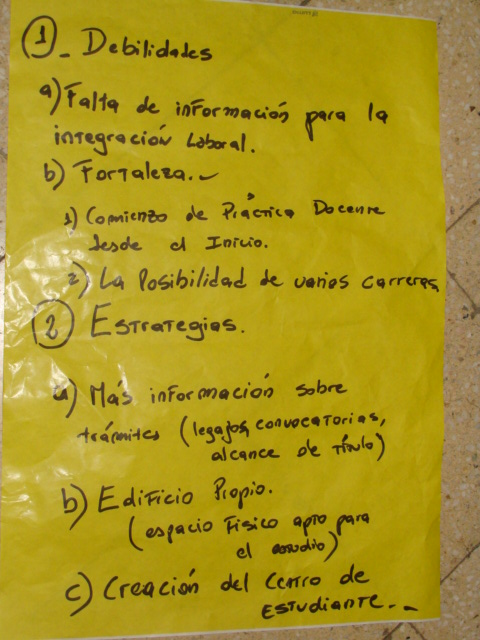 1 - Debilidades
a) Falta de información para la
integración Laboral.
b) Fortaleza.-
1) Comienzo de Práctica Docente
desde el Inicio.
2) La Posibilidad de varias carreras
2 Estrategias.
a) Más información sobre
trámites (legajos, convocatorias,
alcance de título)
b) Edificio Propio.
(espacio Físico apto para
el estudio)
c) Creación del Centro de
Estudiante.-